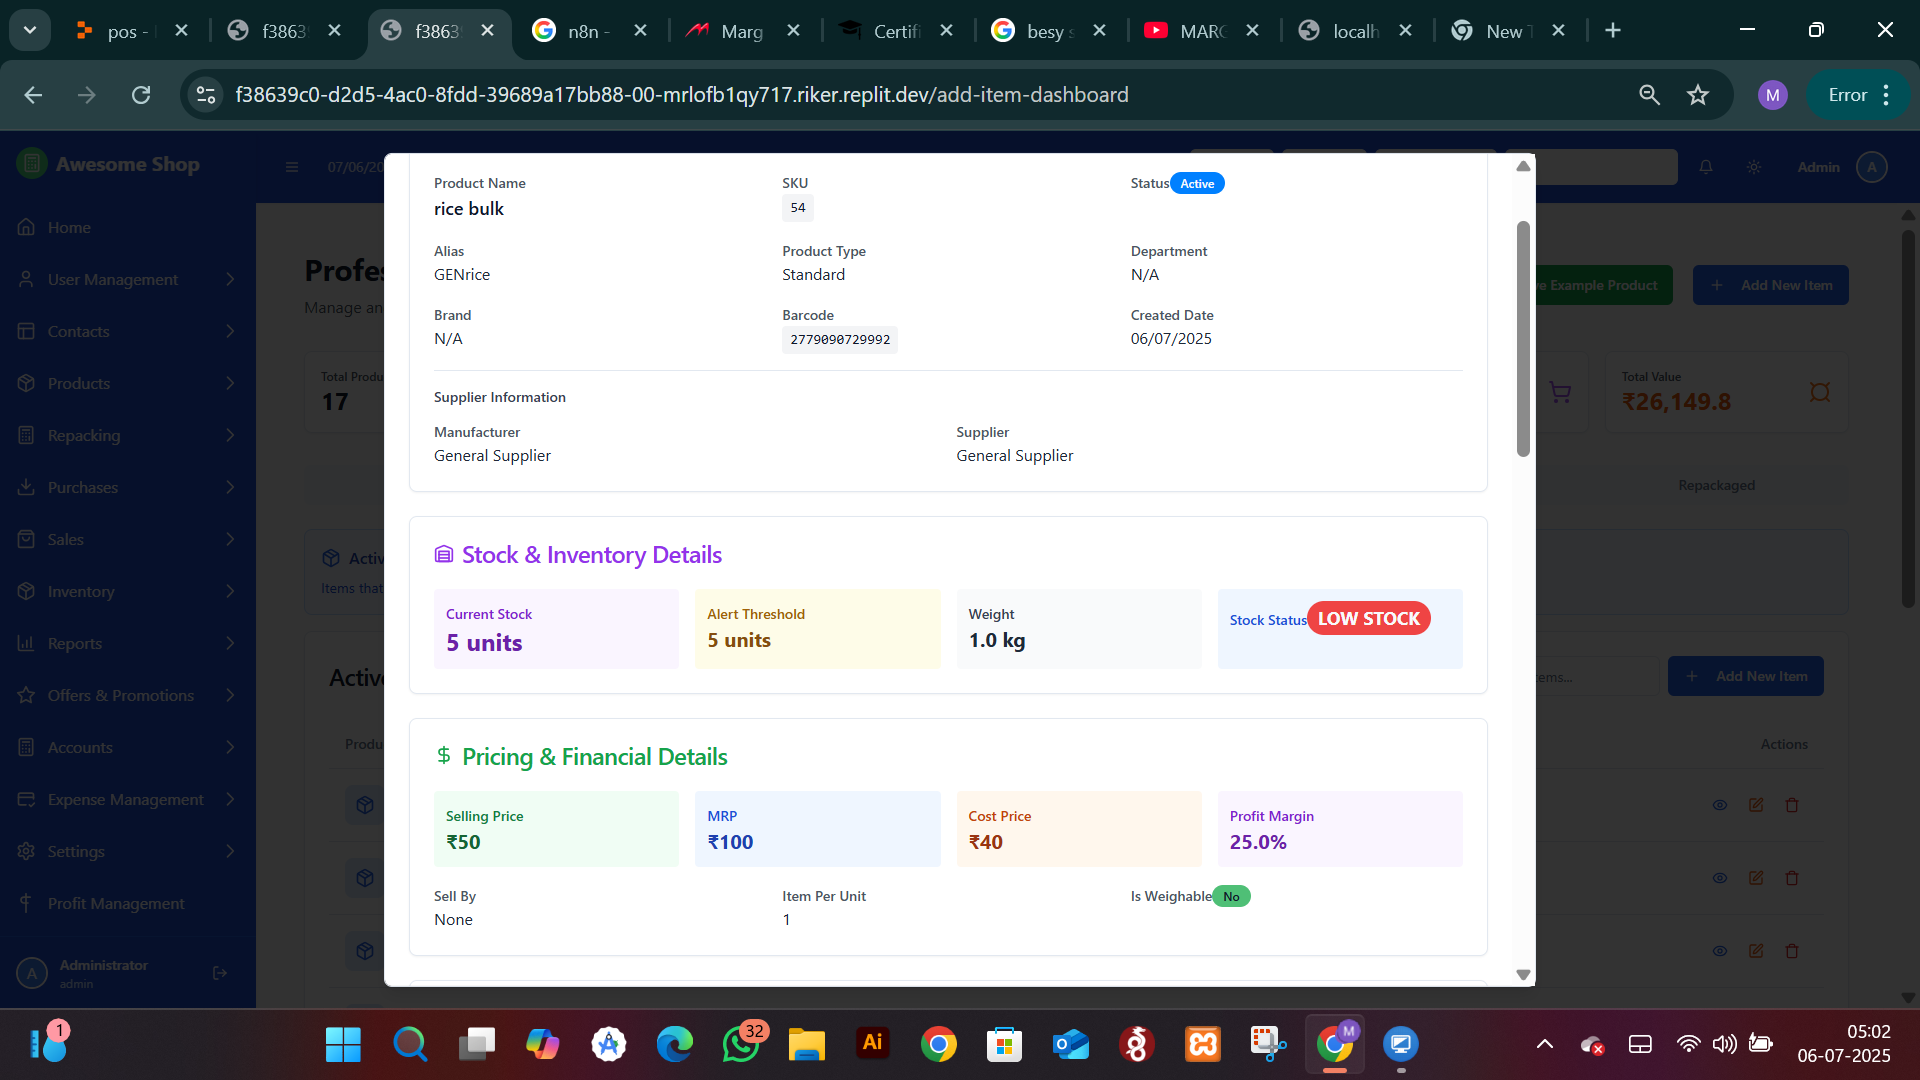 pos -
f3863
f3863
n8n -
Marg
Certifi
besy s
MARG
localh
New T
f38639c0-d2d5-4ac0-8fdd-39689a17bb88-00-mrlofb1qy717.riker.replit.dev/add-item-dashboard
M
Error
Awesome Shop
07/06/20
Admin
A
Home
User Management
Contacts
Products
Repacking
Purchases
Sales
Inventory
Reports
Offers & Promotions
Accounts
Expense Management
Settings
Profit Management
A
Administrator
admin
Profes
Manage an
Example Product
Add New Item
Total Produ
17
Total Value
₹26,149.8
Repackaged
Activ
Items that
Active
ems...
Add New Item
Produ
Actions
Product Name
rice bulk
SKU
54
Status Active
Alias
GENrice
Product Type
Standard
Department
N/A
Brand
N/A
Barcode
2779090729992
Created Date
06/07/2025
Supplier Information
Manufacturer
General Supplier
Supplier
General Supplier
Stock & Inventory Details
Current Stock
5 units
Alert Threshold
5 units
Weight
1.0 kg
Stock Status LOW STOCK
$ Pricing & Financial Details
Selling Price
₹50
MRP
₹100
Cost Price
₹40
Profit Margin
25.0%
Sell By
None
Item Per Unit
1
Is Weighable No
1
32
Ai
M
05:02
06-07-2025